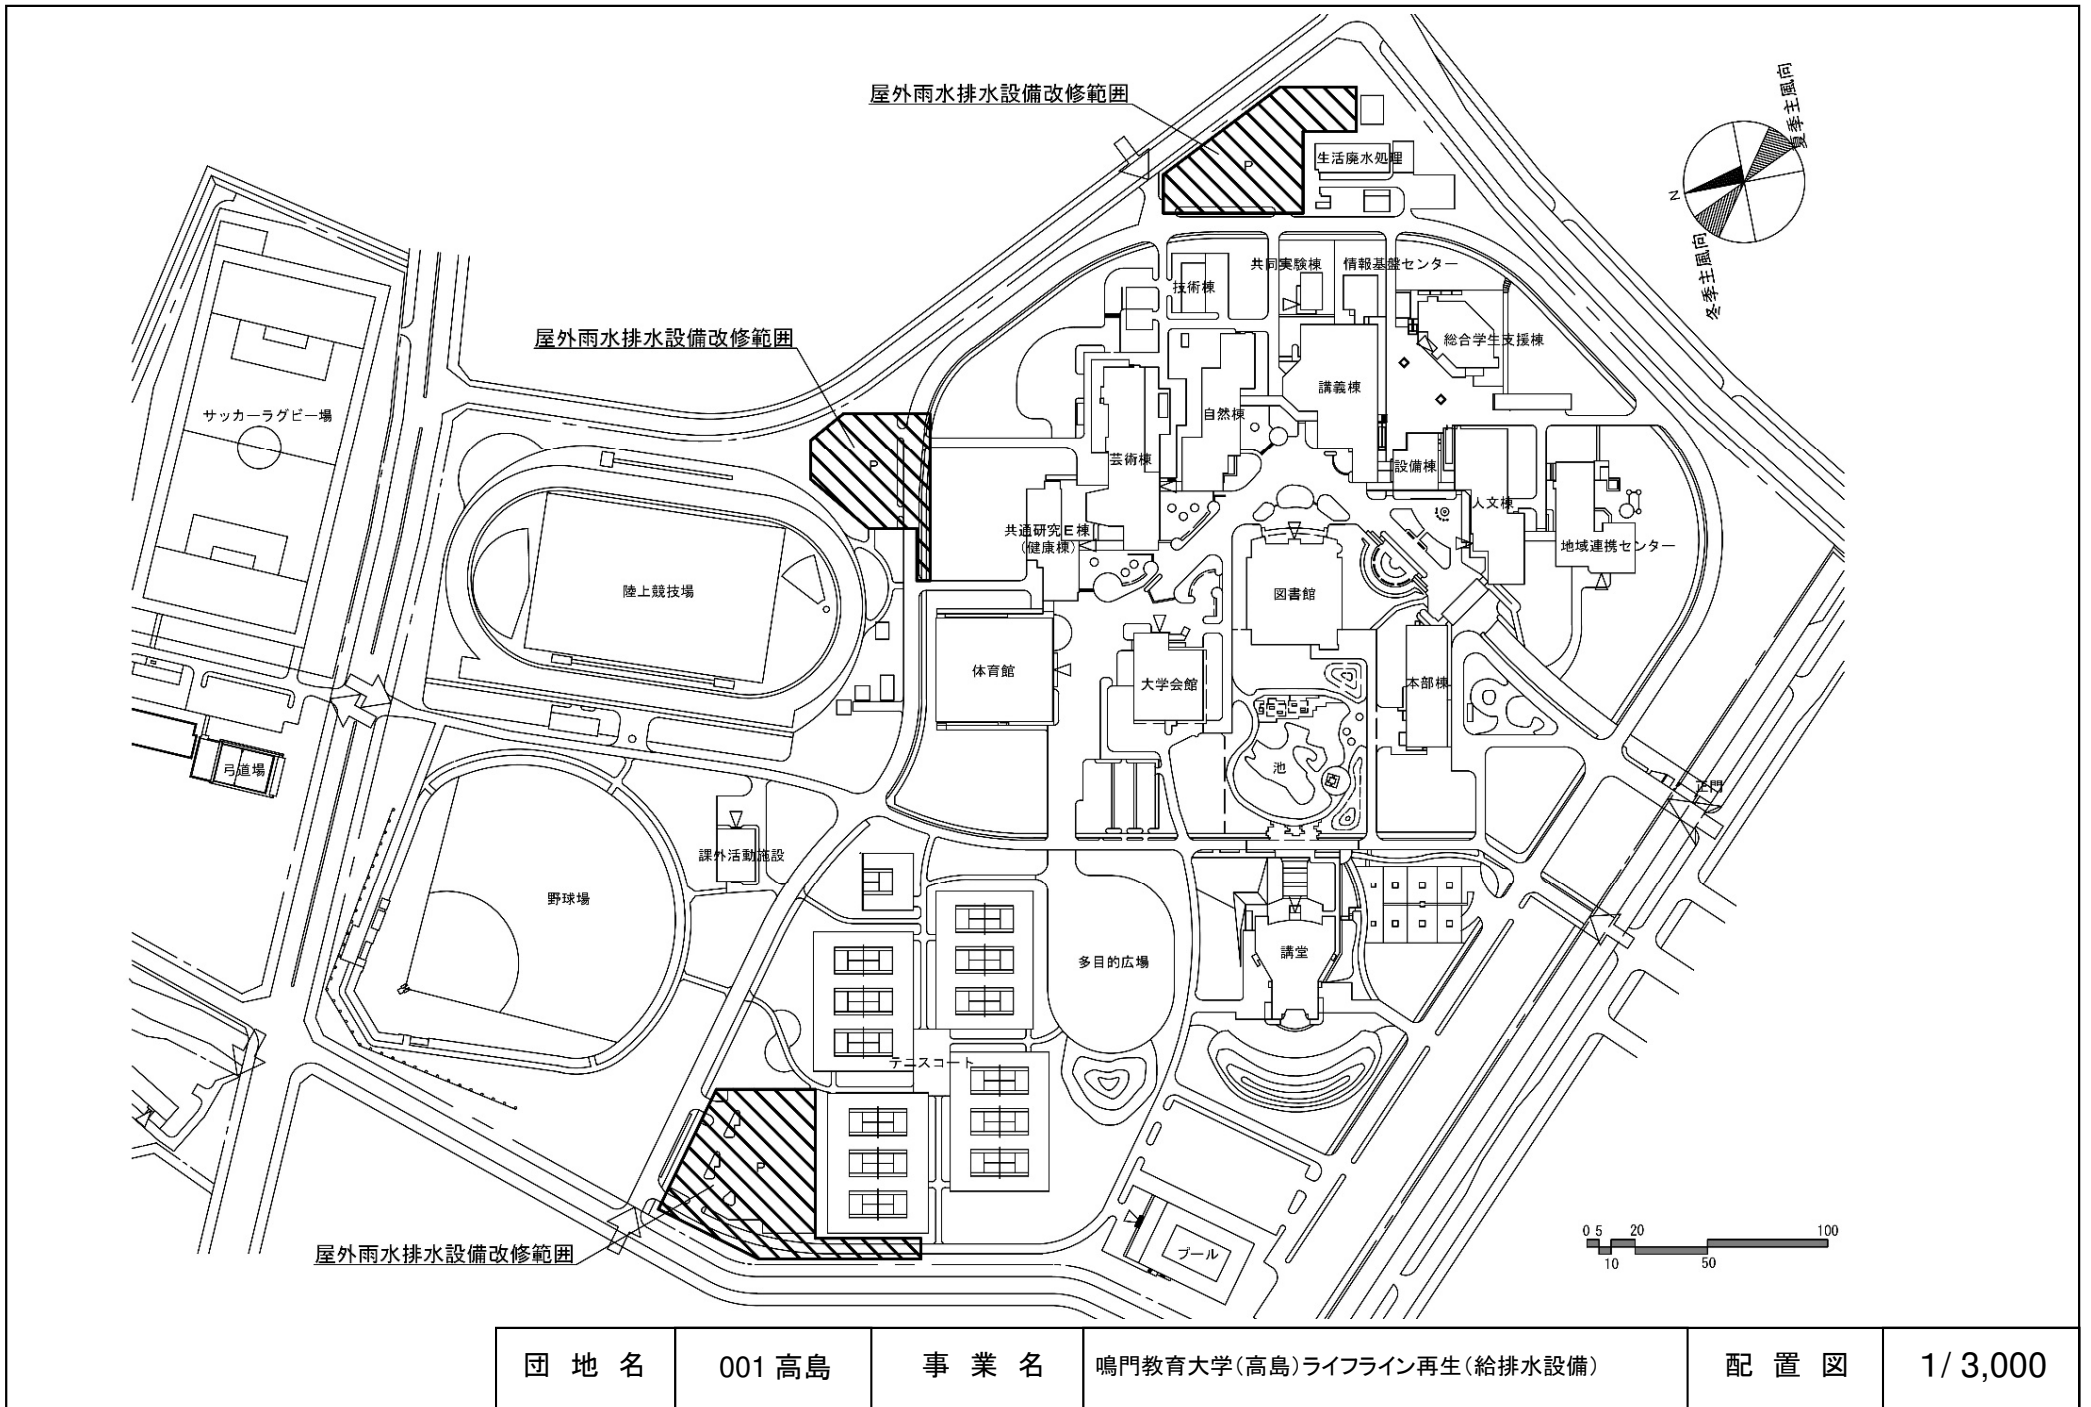 屋外雨水排水設備改修範囲
P
生活廃水処理
夏季主風向
N
冬季主風向
共同実験棟
情報基盤センター
技術棟
総合学生支援棟
屋外雨水排水設備改修範囲
P
講義棟
自然棟
サッカーラグビー場
芸術棟
設備棟
人文棟
共通研究E棟
(健康棟)
地域連携センター
陸上競技場
図書館
体育館
大学会館
本部棟
池
弓道場
正門
課外活動施設
野球場
講堂
多目的広場
テニスコート
P
屋外雨水排水設備改修範囲
プール
0 5 20 100
10 50
団地名 001 高島 事業名 鳴門教育大学(高島)ライフライン再生(給排水設備) 配置図 1/ 3,000